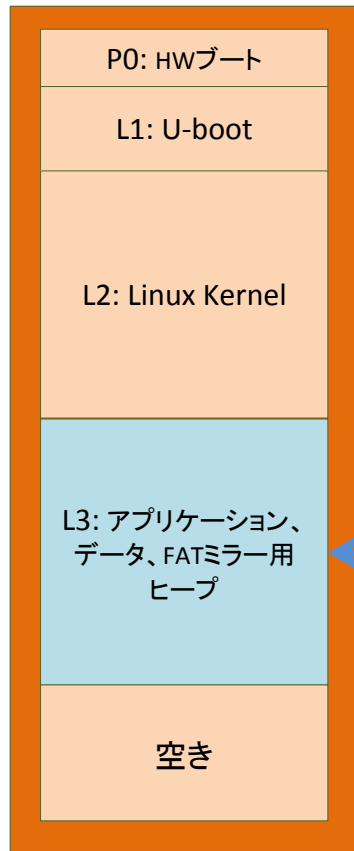 P0: HWブート
L1: U-boot
L2: Linux Kernel
L3: アプリケーション、
データ、FATミラー用
ヒープ
空き